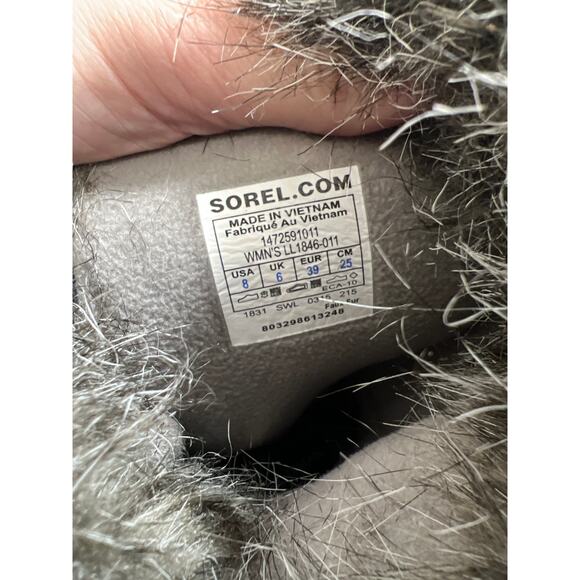 SOREL.COM
MADE IN VIETNAM
Fabriqué Au Vietnam
1472591011
WMN'S LL1846-011
USA UK EUR CM
8 6 39 25
ECA-10
1831 SWL 0315 215
Faux Fur
803298613248